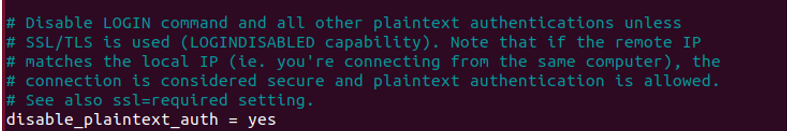 # Disable LOGIN command and all other plaintext authentications unless
# SSL/TLS is used (LOGINDISABLED capability). Note that if the remote IP
# matches the local IP (ie. you're connecting from the same computer), the
# connection is considered secure and plaintext authentication is allowed.
# See also ssl=required setting.
disable_plaintext_auth = yes